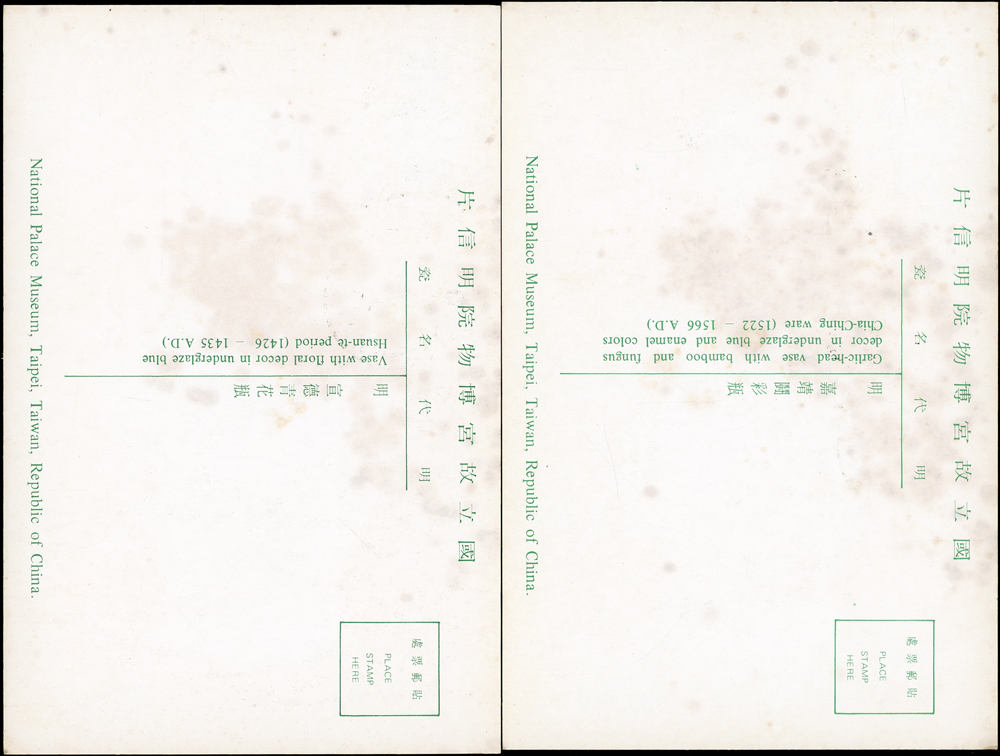 國立故宮博物院明信片
明代名瓷
明 宣德青花瓶
Vase with floral decor in underglaze blue
Hsuan-te period (1426 – 1435 A.D.)
貼郵票處
PLACE
STAMP
HERE
National Palace Museum, Taipei, Taiwan, Republic of China.
國立故宮博物院明信片
明代名瓷
明 嘉靖鬪彩瓶
Garlic-head vase with bamboo and fungus
decor in underglaze blue and enamel colors
Chia-Ching ware (1522 – 1566 A.D.)
貼郵票處
PLACE
STAMP
HERE
National Palace Museum, Taipei, Taiwan, Republic of China.